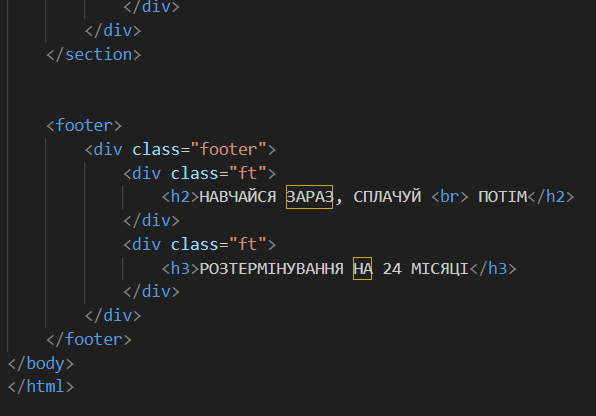 </div>
</div>
</section>
<footer>
<div class="footer">
<div class="ft">
<h2>НАВЧАЙСЯ ЗАРАЗ, СПЛАЧУЙ <br> ПОТІМ</h2>
</div>
<div class="ft">
<h3>РОЗТЕРМІНУВАННЯ НА 24 МІСЯЦІ</h3>
</div>
</div>
</footer>
</body>
</html>